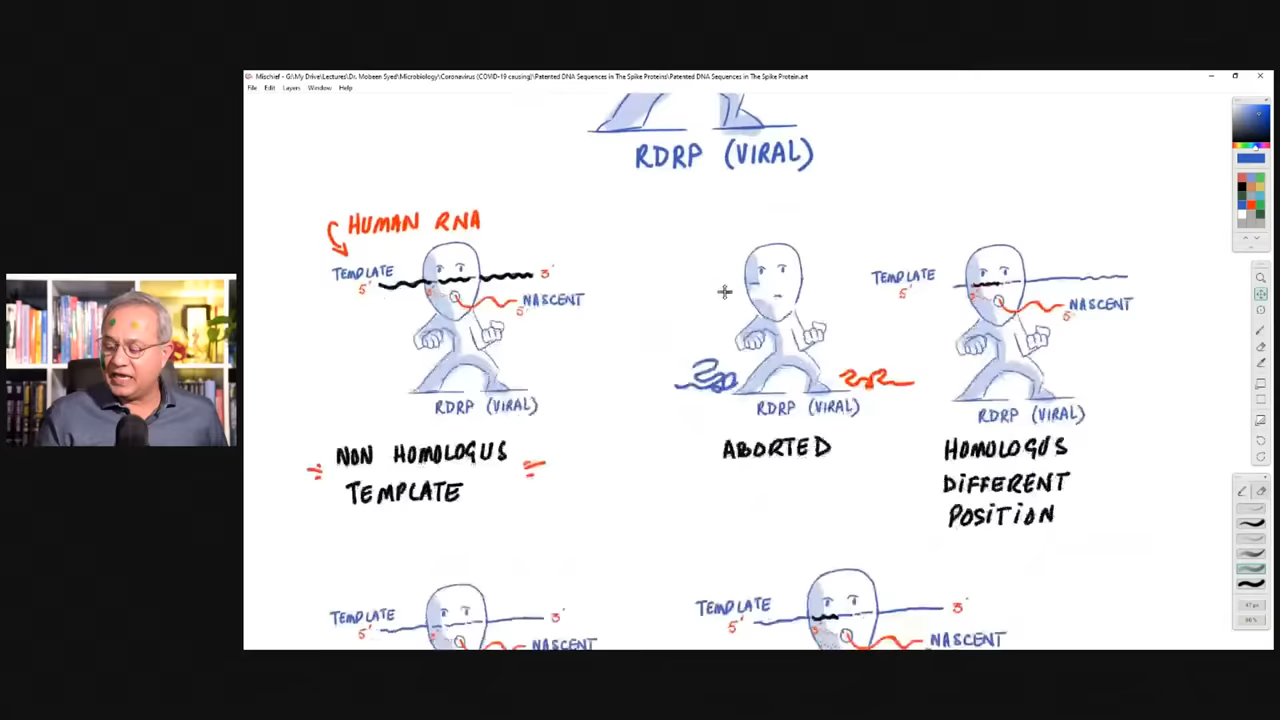 Mischief - G:\My Drive\Lectures\Dr. Mobeen Syed\Microbiology\Coronavirus (COVID-19 causing)\Patented DNA Sequences in The Spike Proteins\Patented DNA Sequences in The Spike Protein.art
File Edit Layers Window Help
RDRP (VIRAL)
HUMAN RNA
TEMPLATE
5'
3'
NASCENT
5'
RDRP (VIRAL)
NON HOMOLOGUS
TEMPLATE
RDRP (VIRAL)
ABORTED
TEMPLATE
5'
NASCENT
5'
RDRP (VIRAL)
HOMOLOGUS
DIFFERENT
POSITION
TEMPLATE
5'
3'
NASCENT
TEMPLATE
5'
3'
NASCENT